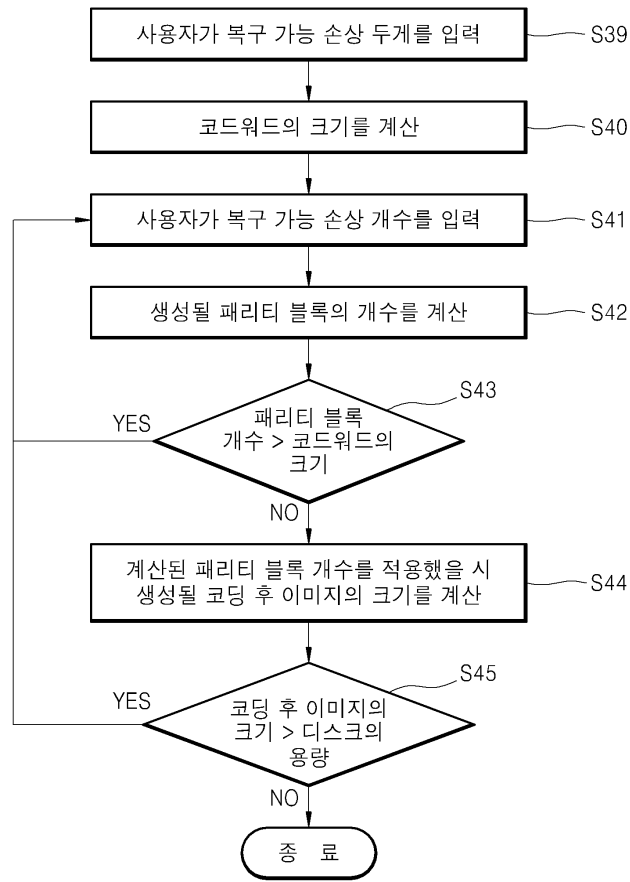 사용자가 복구 가능 손상 두게를 입력
S39
코드워드의 크기를 계산
S40
사용자가 복구 가능 손상 개수를 입력
S41
생성될 패리티 블록의 개수를 계산
S42
S43
YES
패리티 블록
개수 > 코드워드의
크기
NO
계산된 패리티 블록 개수를 적용했을 시
생성될 코딩 후 이미지의 크기를 계산
S44
S45
YES
코딩 후 이미지의
크기 > 디스크의
용량
NO
종 료